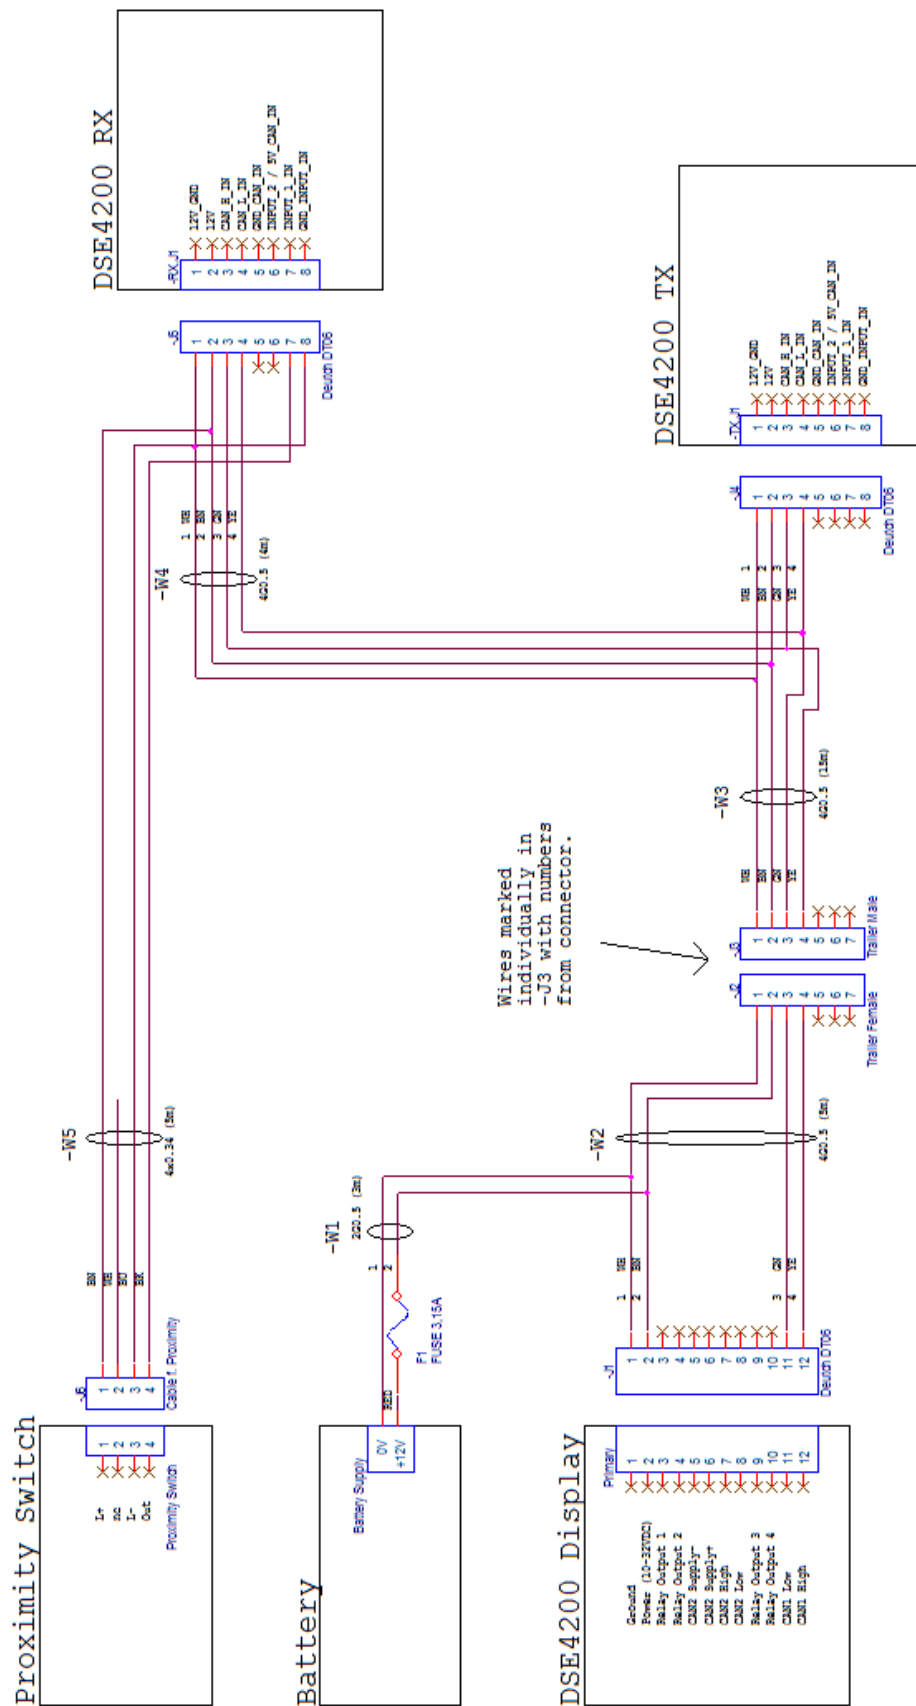 DSE4200 RX
-RX.J1
1
2
3
4
5
6
7
8
12V_GND
12V
CAN_H_IN
CAN_L_IN
GND_CAN_IN
INPUT_2 / 5V_CAN_IN
INPUT_1_IN
GND_INPUT_IN
-J5
1
2
3
4
5
6
7
8
Deutch DT06
DSE4200 TX
-TX.J1
1
2
3
4
5
6
7
8
12V_GND
12V
CAN_H_IN
CAN_L_IN
GND_CAN_IN
INPUT_2 / 5V_CAN_IN
INPUT_1_IN
GND_INPUT_IN
-J4
1
2
3
4
5
6
7
8
Deutch DT06
-W4
4G0.5 (4m)
1 WH
2 BN
3 GN
4 YE
WH 1
BN 2
GN 3
YE 4
-W3
4G0.5 (15m)
WH
BN
GN
YE
Wires marked
individually in
-J3 with numbers
from connector.
-J3
1
2
3
4
5
6
7
Trailer Male
-J2
1
2
3
4
5
6
7
Trailer Female
-W5
4x0.34 (5m)
BN
WH
BU
BK
-W2
4G0.5 (5m)
-W1
2G0.5 (3m)
1
2
1 WH
2 BN
3 GN
4 YE
F1
FUSE 3,15A
RED
-J6
1
2
3
4
Cable f. Proximity
Proximity Switch
1
2
3
4
L+
nc
L-
Out
Proximity Switch
Battery
Battery Supply
0V
+12V
-J1
1
2
3
4
5
6
7
8
9
10
11
12
Deutch DT06
DSE4200 Display
Primary
1
2
3
4
5
6
7
8
9
10
11
12
Ground
Power (10-32VDC)
Relay Output 1
Relay Output 2
CAN2 Supply-
CAN2 Supply+
CAN2 High
CAN2 Low
Relay Output 3
Relay Output 4
CAN1 Low
CAN1 High